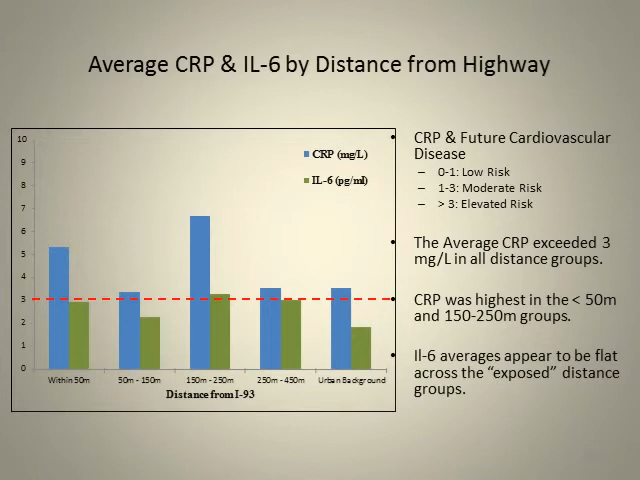 Average CRP & IL-6 by Distance from Highway
10
9
8
7
6
5
4
3
2
1
0
CRP (mg/L)
IL-6 (pg/ml)
Within 50m
50m - 150m
150m - 250m
250m - 450m
Urban Background
Distance from I-93
• CRP & Future Cardiovascular
Disease
– 0-1: Low Risk
– 1-3: Moderate Risk
– > 3: Elevated Risk
• The Average CRP exceeded 3
mg/L in all distance groups.
• CRP was highest in the < 50m
and 150-250m groups.
• Il-6 averages appear to be flat
across the “exposed” distance
groups.